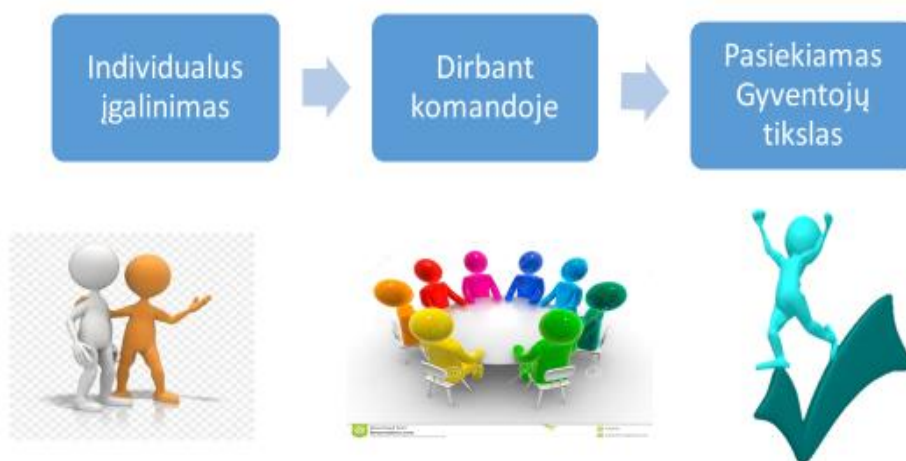 Individualus
įgalinimas
Dirbant
komandoje
Pasiekiamas
Gyventojų
tikslas